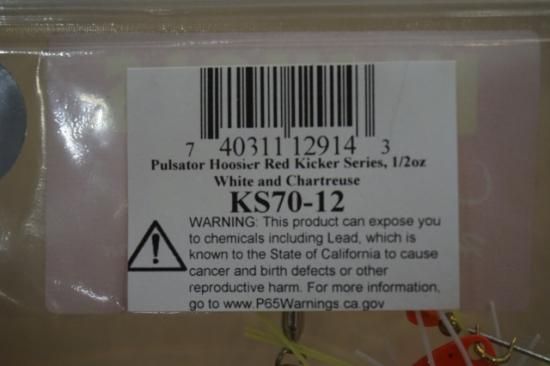 7 40311 12914 3
Pulsator Hoosier Red Kicker Series, 1/2oz
White and Chartreuse
KS70-12
WARNING: This product can expose you
to chemicals including Lead, which is
known to the State of California to cause
cancer and birth defects or other
reproductive harm. For more information,
go to www.P65Warnings.ca.gov